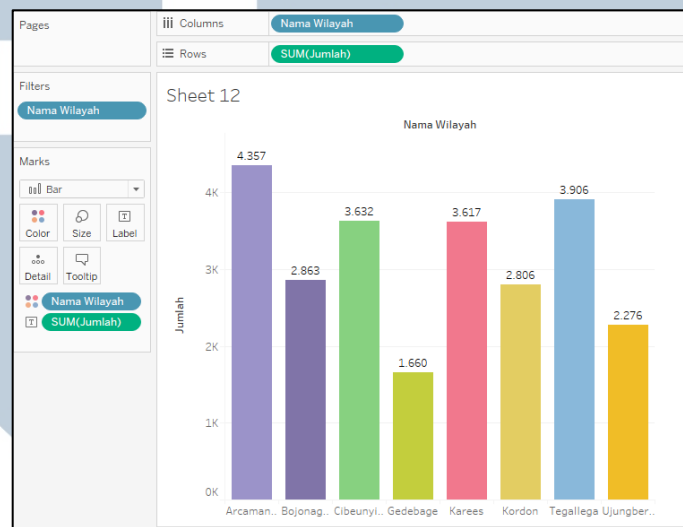 Pages
Columns
Nama Wilayah
Rows
SUM(Jumlah)
Filters
Nama Wilayah
Marks
Bar
Color
Size
Label
Detail
Tooltip
Nama Wilayah
SUM(Jumlah)
Sheet 12
Nama Wilayah
4.357
2.863
3.632
1.660
3.617
2.806
3.906
2.276
4K
3K
2K
1K
0K
Jumlah
Arcaman.. Bojonag.. Cibeunyi.. Gedebage Karees Kordon Tegallega Ujungber..